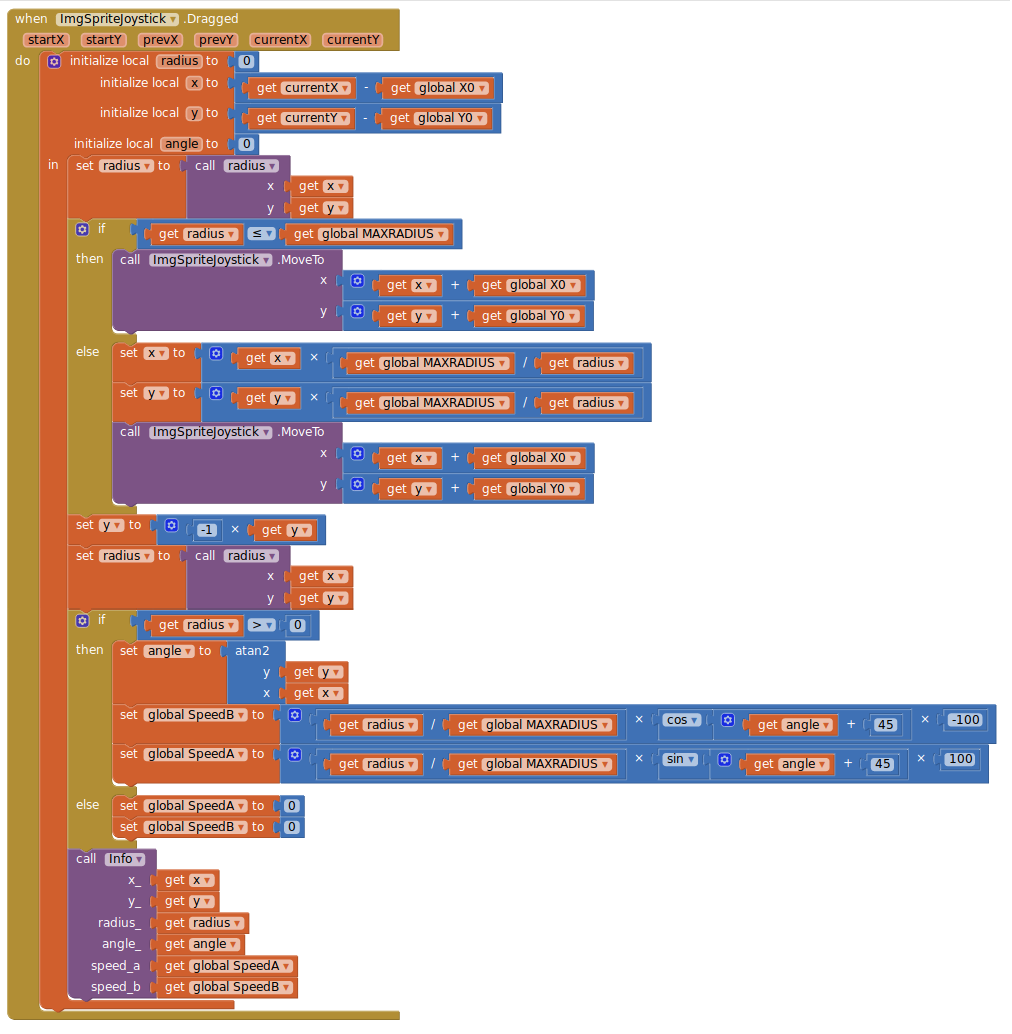 when ImgSpriteJoystick .Dragged
startX startY prevX prevY currentX currentY
do initialize local radius to 0
initialize local x to get currentX - get global X0
initialize local y to get currentY - get global Y0
initialize local angle to 0
in set radius to call radius
x get x
y get y
if get radius ≤ get global MAXRADIUS
then call ImgSpriteJoystick .MoveTo
x get x + get global X0
y get y + get global Y0
else set x to get x × get global MAXRADIUS / get radius
set y to get y × get global MAXRADIUS / get radius
call ImgSpriteJoystick .MoveTo
x get x + get global X0
y get y + get global Y0
set y to -1 × get y
set radius to call radius
x get x
y get y
if get radius > 0
then set angle to atan2
y get y
x get x
set global SpeedB to get radius / get global MAXRADIUS × cos get angle + 45 × -100
set global SpeedA to get radius / get global MAXRADIUS × sin get angle + 45 × 100
else set global SpeedA to 0
set global SpeedB to 0
call Info
x_ get x
y_ get y
radius_ get radius
angle_ get angle
speed_a get global SpeedA
speed_b get global SpeedB